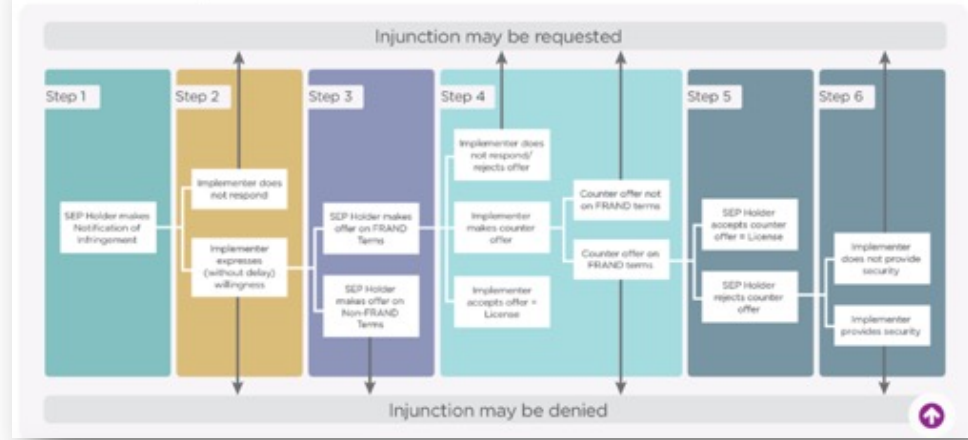 Injunction may be requested
Step 1
SEP Holder makes
Notification of
Infringement
Step 2
Implementer does
not respond
Implementer
expresses
(without delay)
willingness
Step 3
SEP Holder makes
offer on FRAND
Terms
SEP Holder
makes offer on
Non-FRAND
Terms
Step 4
Implementer does
not respond/
rejects offer
Implementer
makes counter
offer
Implementer
accepts offer =
License
Counter offer not
on FRAND terms
Counter offer on
FRAND terms
Step 5
SEP Holder
accepts counter
offer = License
SEP Holder
rejects counter
offer
Step 6
Implementer
does not provide
security
Implementer
provides security
Injunction may be denied